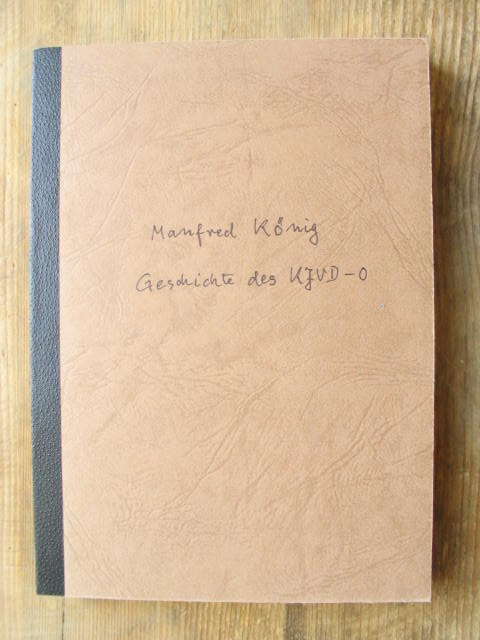 Manfred König
Geschichte des KJVD-O